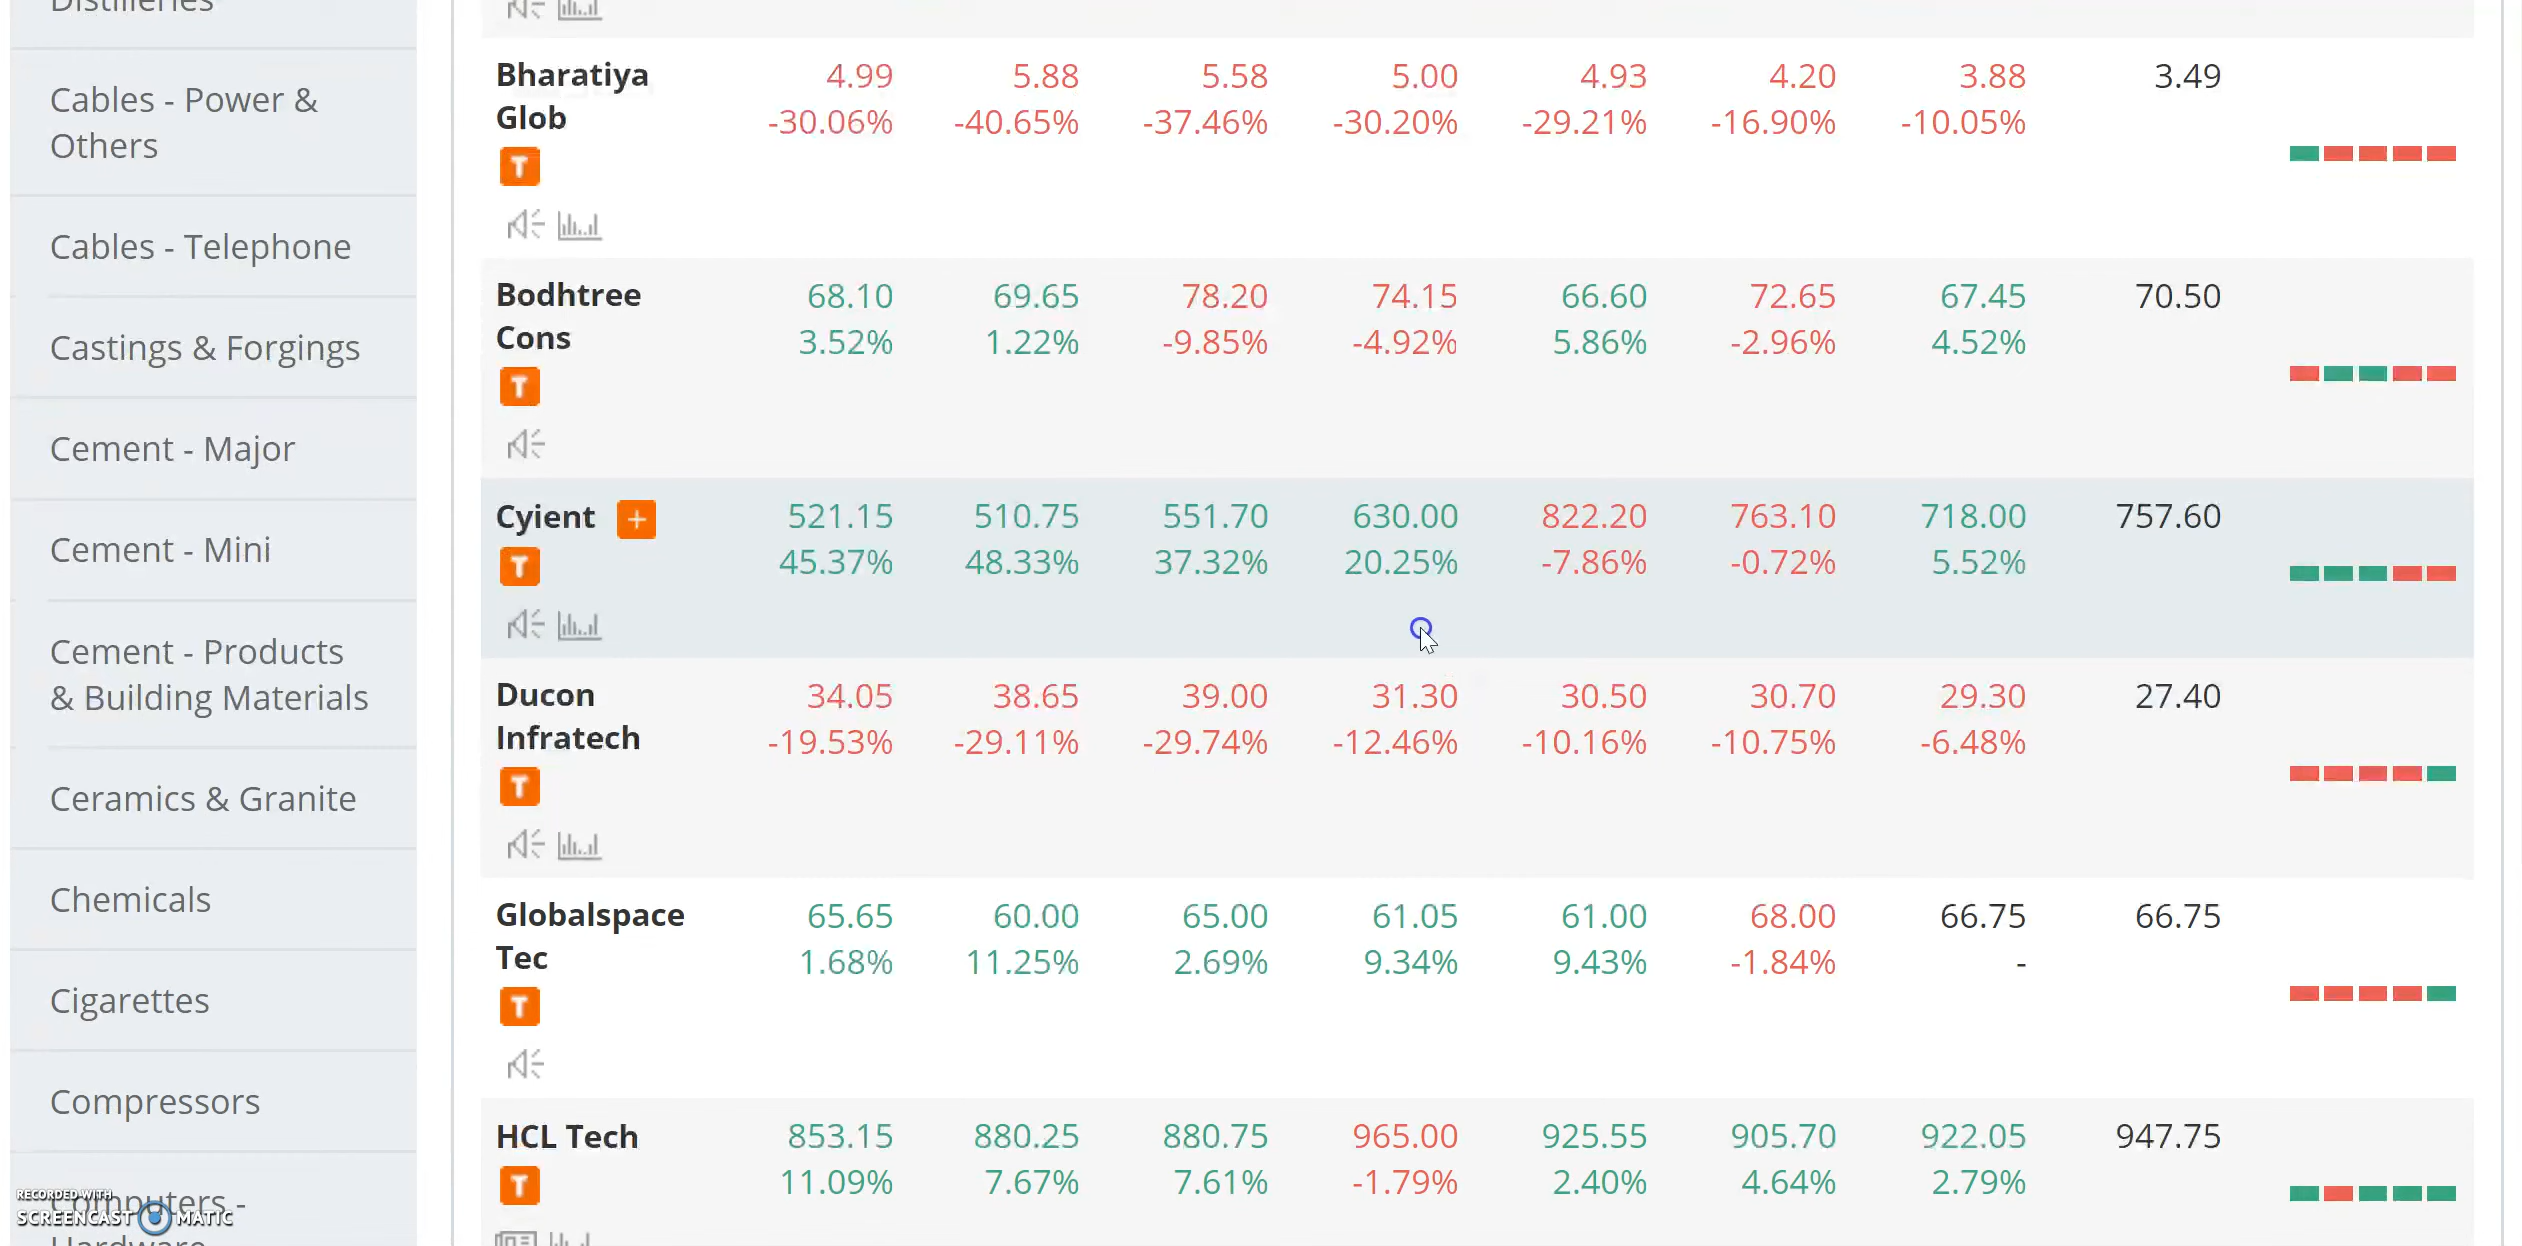 Distilleries
Cables - Power &
Others
Cables - Telephone
Castings & Forgings
Cement - Major
Cement - Mini
Cement - Products
& Building Materials
Ceramics & Granite
Chemicals
Cigarettes
Compressors
Computers -
Hardware
RECORDED WITH
SCREENCAST MATIC
Bharatiya 4.99 5.88 5.58 5.00 4.93 4.20 3.88 3.49
Glob -30.06% -40.65% -37.46% -30.20% -29.21% -16.90% -10.05%
T
Bodhtree 68.10 69.65 78.20 74.15 66.60 72.65 67.45 70.50
Cons 3.52% 1.22% -9.85% -4.92% 5.86% -2.96% 4.52%
T
Cyient + 521.15 510.75 551.70 630.00 822.20 763.10 718.00 757.60
T 45.37% 48.33% 37.32% 20.25% -7.86% -0.72% 5.52%
Ducon 34.05 38.65 39.00 31.30 30.50 30.70 29.30 27.40
Infratech -19.53% -29.11% -29.74% -12.46% -10.16% -10.75% -6.48%
T
Globalspace 65.65 60.00 65.00 61.05 61.00 68.00 66.75 66.75
Tec 1.68% 11.25% 2.69% 9.34% 9.43% -1.84% -
T
HCL Tech 853.15 880.25 880.75 965.00 925.55 905.70 922.05 947.75
T 11.09% 7.67% 7.61% -1.79% 2.40% 4.64% 2.79%